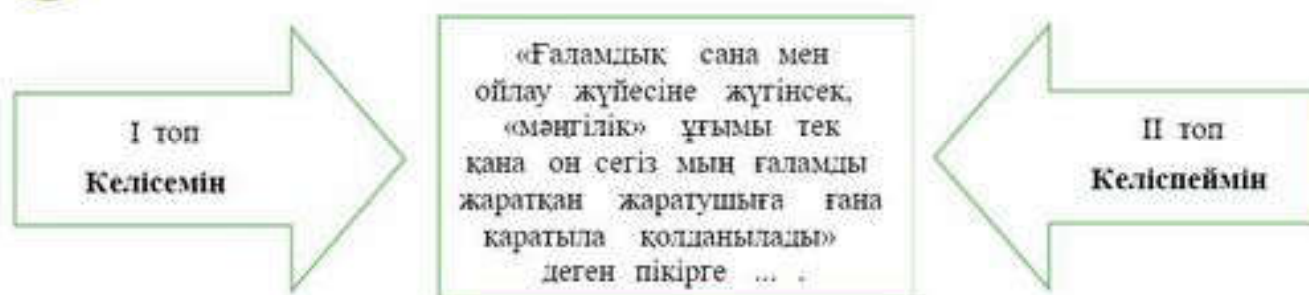 І топ
Келісемін
«Ғаламдық сана мен
ойлау жүйесіне жүгінсек,
«мәңгілік» ұғымы тек
қана он сегіз мың ғаламды
жаратқан жаратушыға ғана
қаратыла қолданылады»
деген пікірге ... .
ІІ топ
Келіспеймін